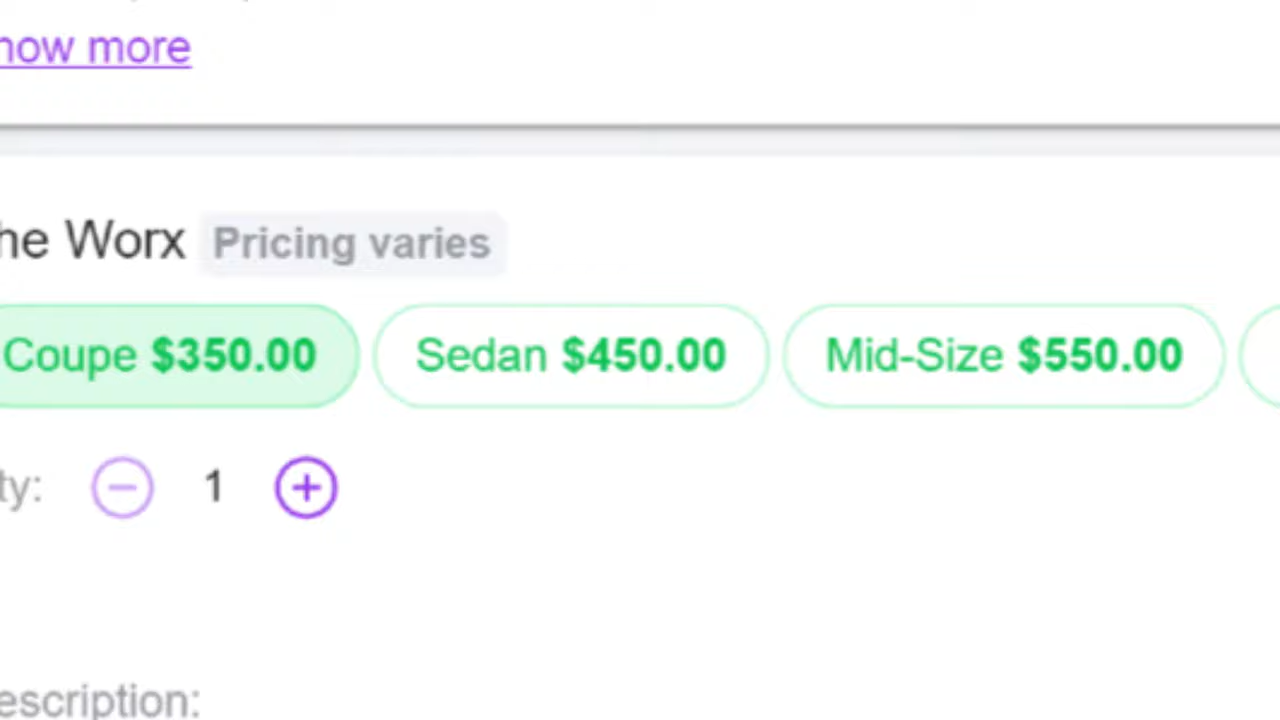 how more
he Worx Pricing varies
Coupe $350.00 Sedan $450.00 Mid-Size $550.00
ty: 1
escription: